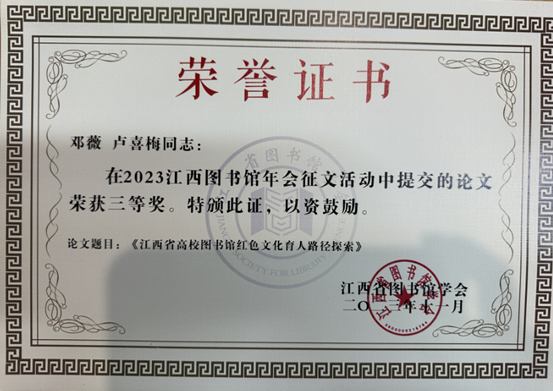 荣誉证书
邓薇 卢喜梅同志：
在2023江西图书馆年会征文活动中提交的论文
荣获三等奖。特颁此证，以资鼓励。
论文题目：《江西省高校图书馆红色文化育人路径探索》
江西省图书馆学会
二〇二三年十一月